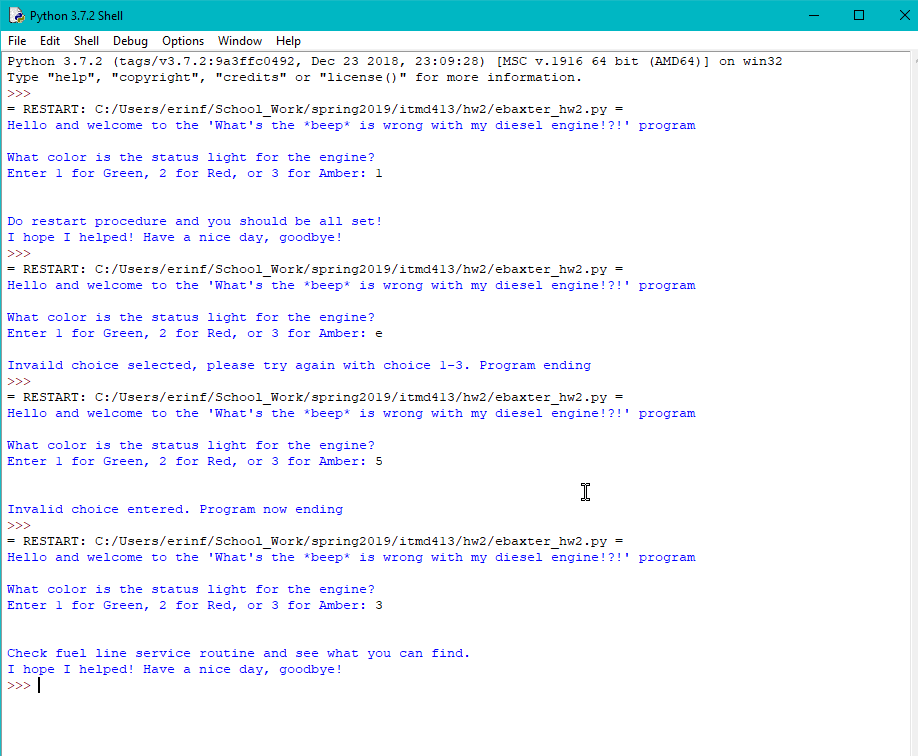 Python 3.7.2 Shell
File Edit Shell Debug Options Window Help
Python 3.7.2 (tags/v3.7.2:9a3ffc0492, Dec 23 2018, 23:09:28) [MSC v.1916 64 bit (AMD64)] on win32
Type "help", "copyright", "credits" or "license()" for more information.
>>>
= RESTART: C:/Users/erinf/School_Work/spring2019/itmd413/hw2/ebaxter_hw2.py =
Hello and welcome to the 'What's the *beep* is wrong with my diesel engine!?!' program
What color is the status light for the engine?
Enter 1 for Green, 2 for Red, or 3 for Amber: 1
Do restart procedure and you should be all set!
I hope I helped! Have a nice day, goodbye!
>>>
= RESTART: C:/Users/erinf/School_Work/spring2019/itmd413/hw2/ebaxter_hw2.py =
Hello and welcome to the 'What's the *beep* is wrong with my diesel engine!?!' program
What color is the status light for the engine?
Enter 1 for Green, 2 for Red, or 3 for Amber: e
Invaild choice selected, please try again with choice 1-3. Program ending
>>>
= RESTART: C:/Users/erinf/School_Work/spring2019/itmd413/hw2/ebaxter_hw2.py =
Hello and welcome to the 'What's the *beep* is wrong with my diesel engine!?!' program
What color is the status light for the engine?
Enter 1 for Green, 2 for Red, or 3 for Amber: 5
Invalid choice entered. Program now ending
>>>
= RESTART: C:/Users/erinf/School_Work/spring2019/itmd413/hw2/ebaxter_hw2.py =
Hello and welcome to the 'What's the *beep* is wrong with my diesel engine!?!' program
What color is the status light for the engine?
Enter 1 for Green, 2 for Red, or 3 for Amber: 3
Check fuel line service routine and see what you can find.
I hope I helped! Have a nice day, goodbye!
>>>